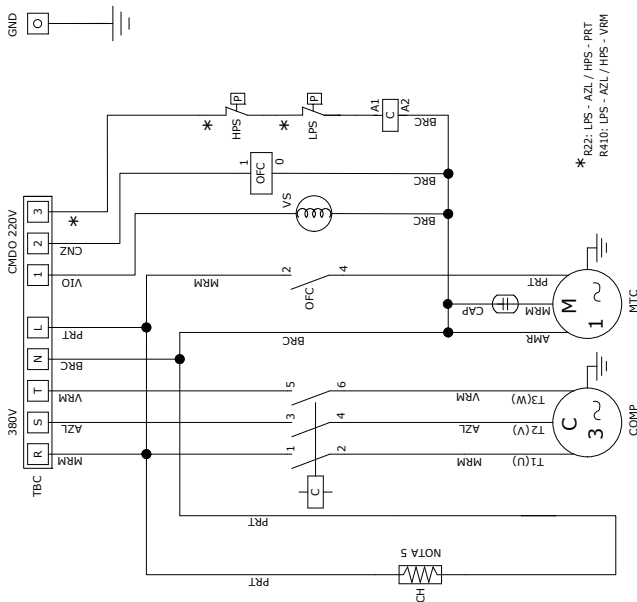 GND
CMDO 220V
380V
TBC
R
S
T
N
L
1
2
3
MRM
AZL
VRM
BRC
PRT
VIO
CNZ
*
*
HPS
P
*
LPS
P
A1
C
A2
BRC
1
OFC
0
BRC
VS
BRC
MRM
2
OFC
4
PRT
BRC
CAP
MRM
AMR
M
1
MTC
5
3
1
6
4
2
C
VRM
AZL
MRM
T3(W)
T2(V)
T1(U)
C
3
COMP
PRT
PRT
NOTA 5
CH
* R22: LPS - AZL / HPS - PRT
R410: LPS - AZL / HPS - VRM